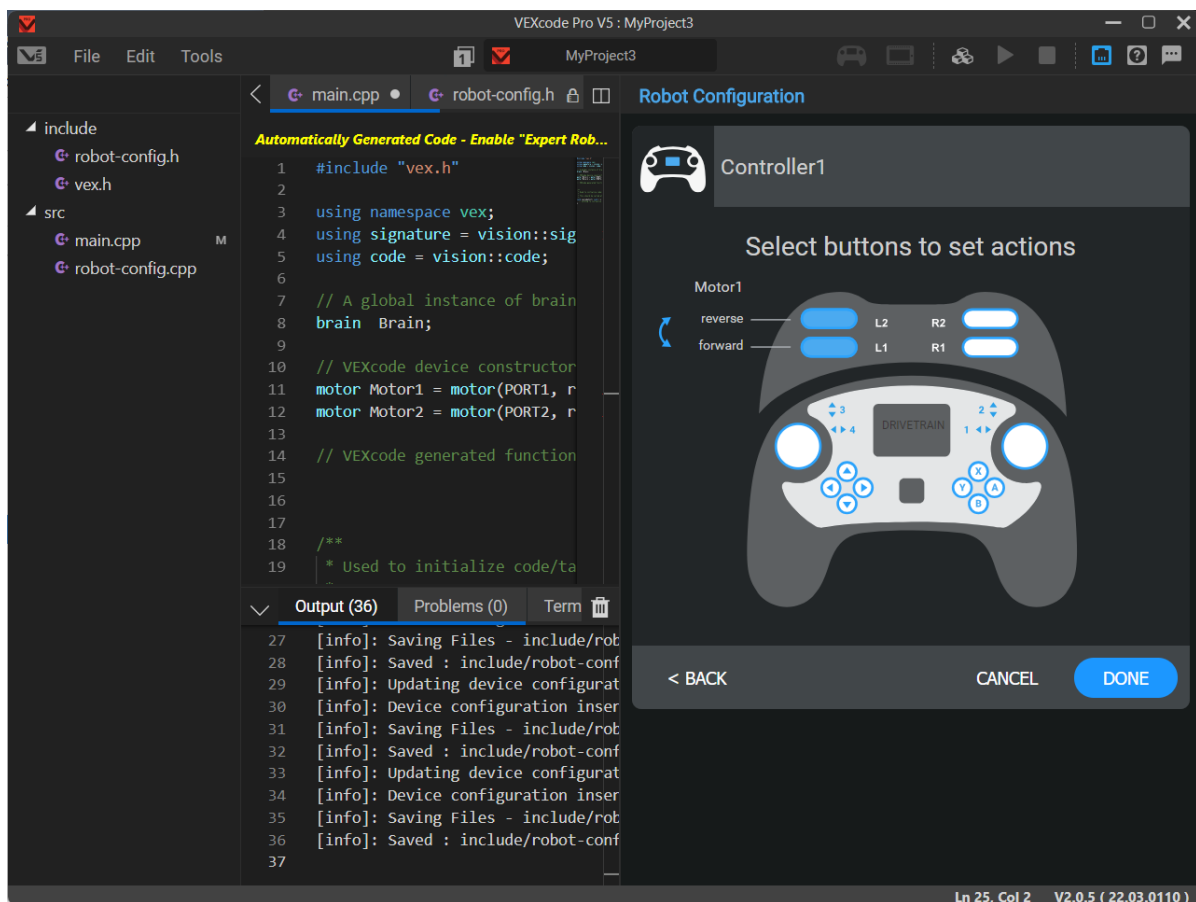 VEXcode Pro V5 : MyProject3
V5 File Edit Tools
1 MyProject3
main.cpp robot-config.h
Robot Configuration
include
robot-config.h
vex.h
src
main.cpp M
robot-config.cpp
Automatically Generated Code - Enable "Expert Rob...
1 #include "vex.h"
2
3 using namespace vex;
4 using signature = vision::sig
5 using code = vision::code;
6
7 // A global instance of brain
8 brain Brain;
9
10 // VEXcode device constructor
11 motor Motor1 = motor(PORT1, r
12 motor Motor2 = motor(PORT2, r
13
14 // VEXcode generated function
15
16
17
18 /**
19 * Used to initialize code/ta
Output (36) Problems (0) Term
27 [info]: Saving Files - include/rob
28 [info]: Saved : include/robot-conf
29 [info]: Updating device configurat
30 [info]: Device configuration inser
31 [info]: Saving Files - include/rob
32 [info]: Saved : include/robot-conf
33 [info]: Updating device configurat
34 [info]: Device configuration inser
35 [info]: Saving Files - include/rob
36 [info]: Saved : include/robot-conf
37
Controller1
Select buttons to set actions
Motor1
reverse L2 R2
forward L1 R1
3 2
4 DRIVETRAIN 1
X
Y A
B
< BACK CANCEL DONE
Ln 25, Col 2 V2.0.5 ( 22.03.0110 )